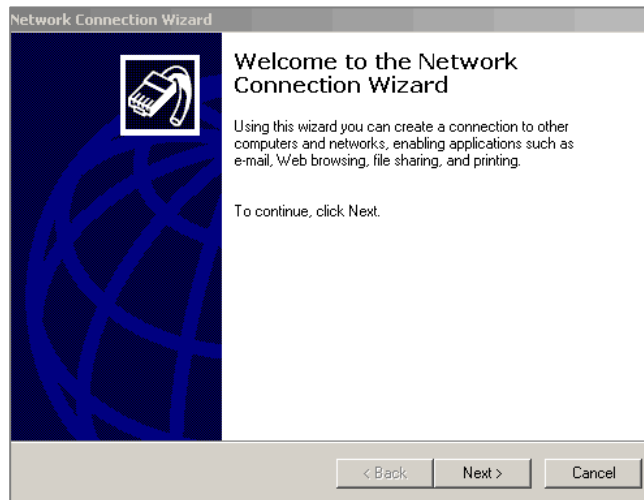 Network Connection Wizard
Welcome to the Network
Connection Wizard
Using this wizard you can create a connection to other
computers and networks, enabling applications such as
e-mail, Web browsing, file sharing, and printing.
To continue, click Next.
< Back
Next >
Cancel